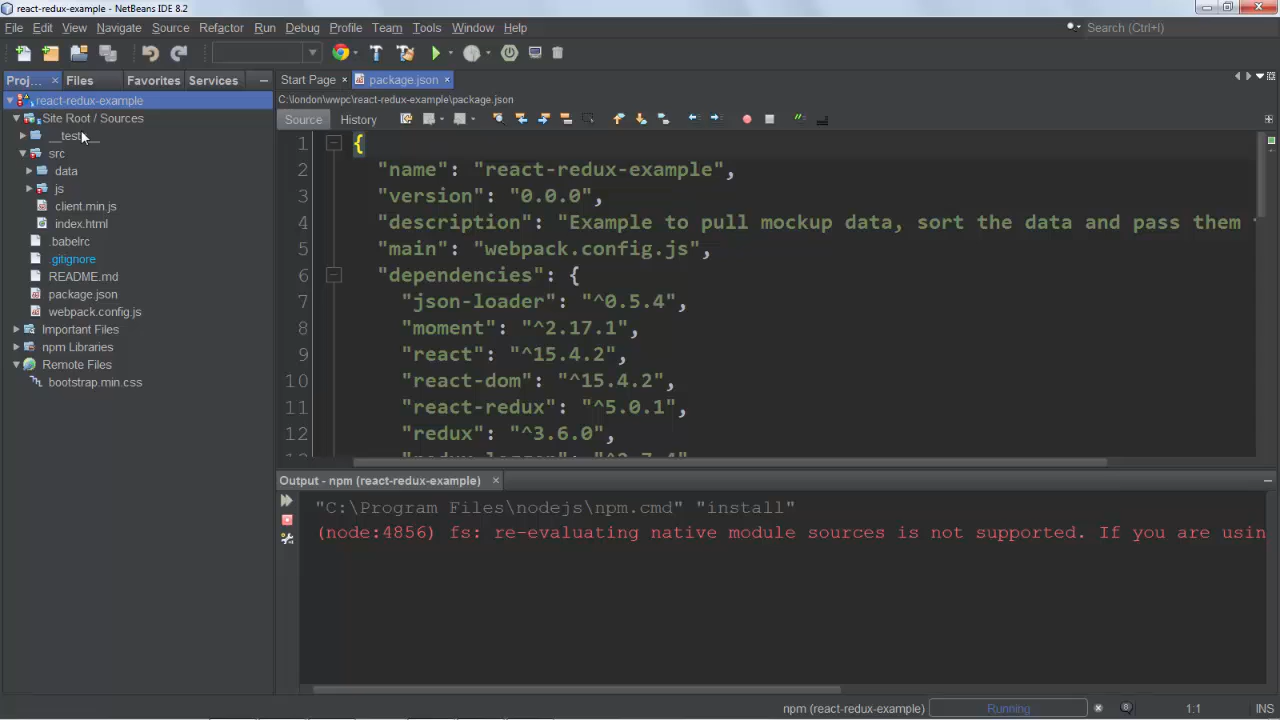 react-redux-example - NetBeans IDE 8.2
File Edit View Navigate Source Refactor Run Debug Profile Team Tools Window Help
Search (Ctrl+I)
Proj... Files Favorites Services
Start Page package.json
C:\london\wwpc\react-redux-example\package.json
Source History
react-redux-example
Site Root / Sources
src
data
js
client.min.js
index.html
.babelrc
.gitignore
README.md
package.json
webpack.config.js
Important Files
npm Libraries
Remote Files
bootstrap.min.css
1 {
2 "name": "react-redux-example",
3 "version": "0.0.0",
4 "description": "Example to pull mockup data, sort the data and pass them
5 "main": "webpack.config.js",
6 "dependencies": {
7 "json-loader": "^0.5.4",
8 "moment": "^2.17.1",
9 "react": "^15.4.2",
10 "react-dom": "^15.4.2",
11 "react-redux": "^5.0.1",
12 "redux": "^3.6.0",
Output - npm (react-redux-example)
"C:\Program Files\nodejs\npm.cmd" "install"
(node:4856) fs: re-evaluating native module sources is not supported. If you are usin
npm (react-redux-example) Running 1:1 INS